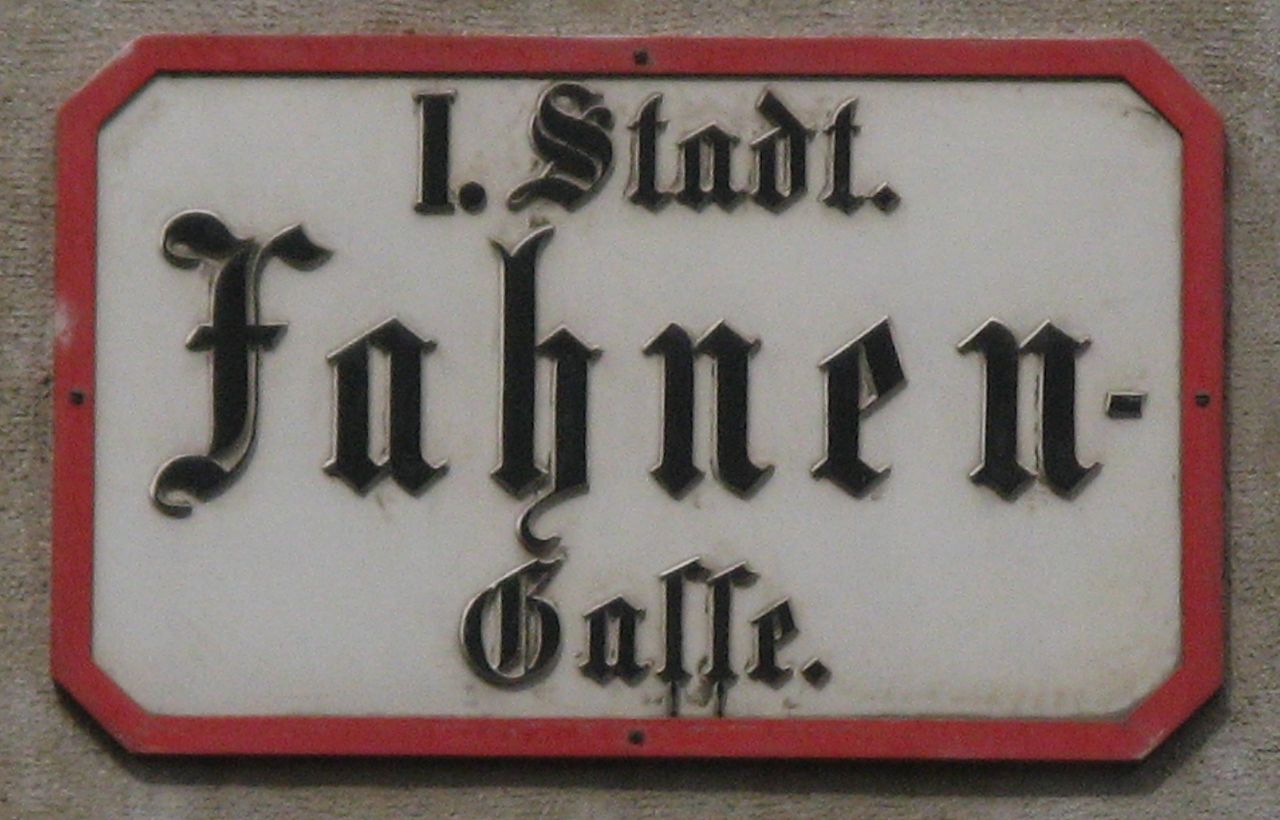 I. Stadt.
Fahnen-
Gasse.